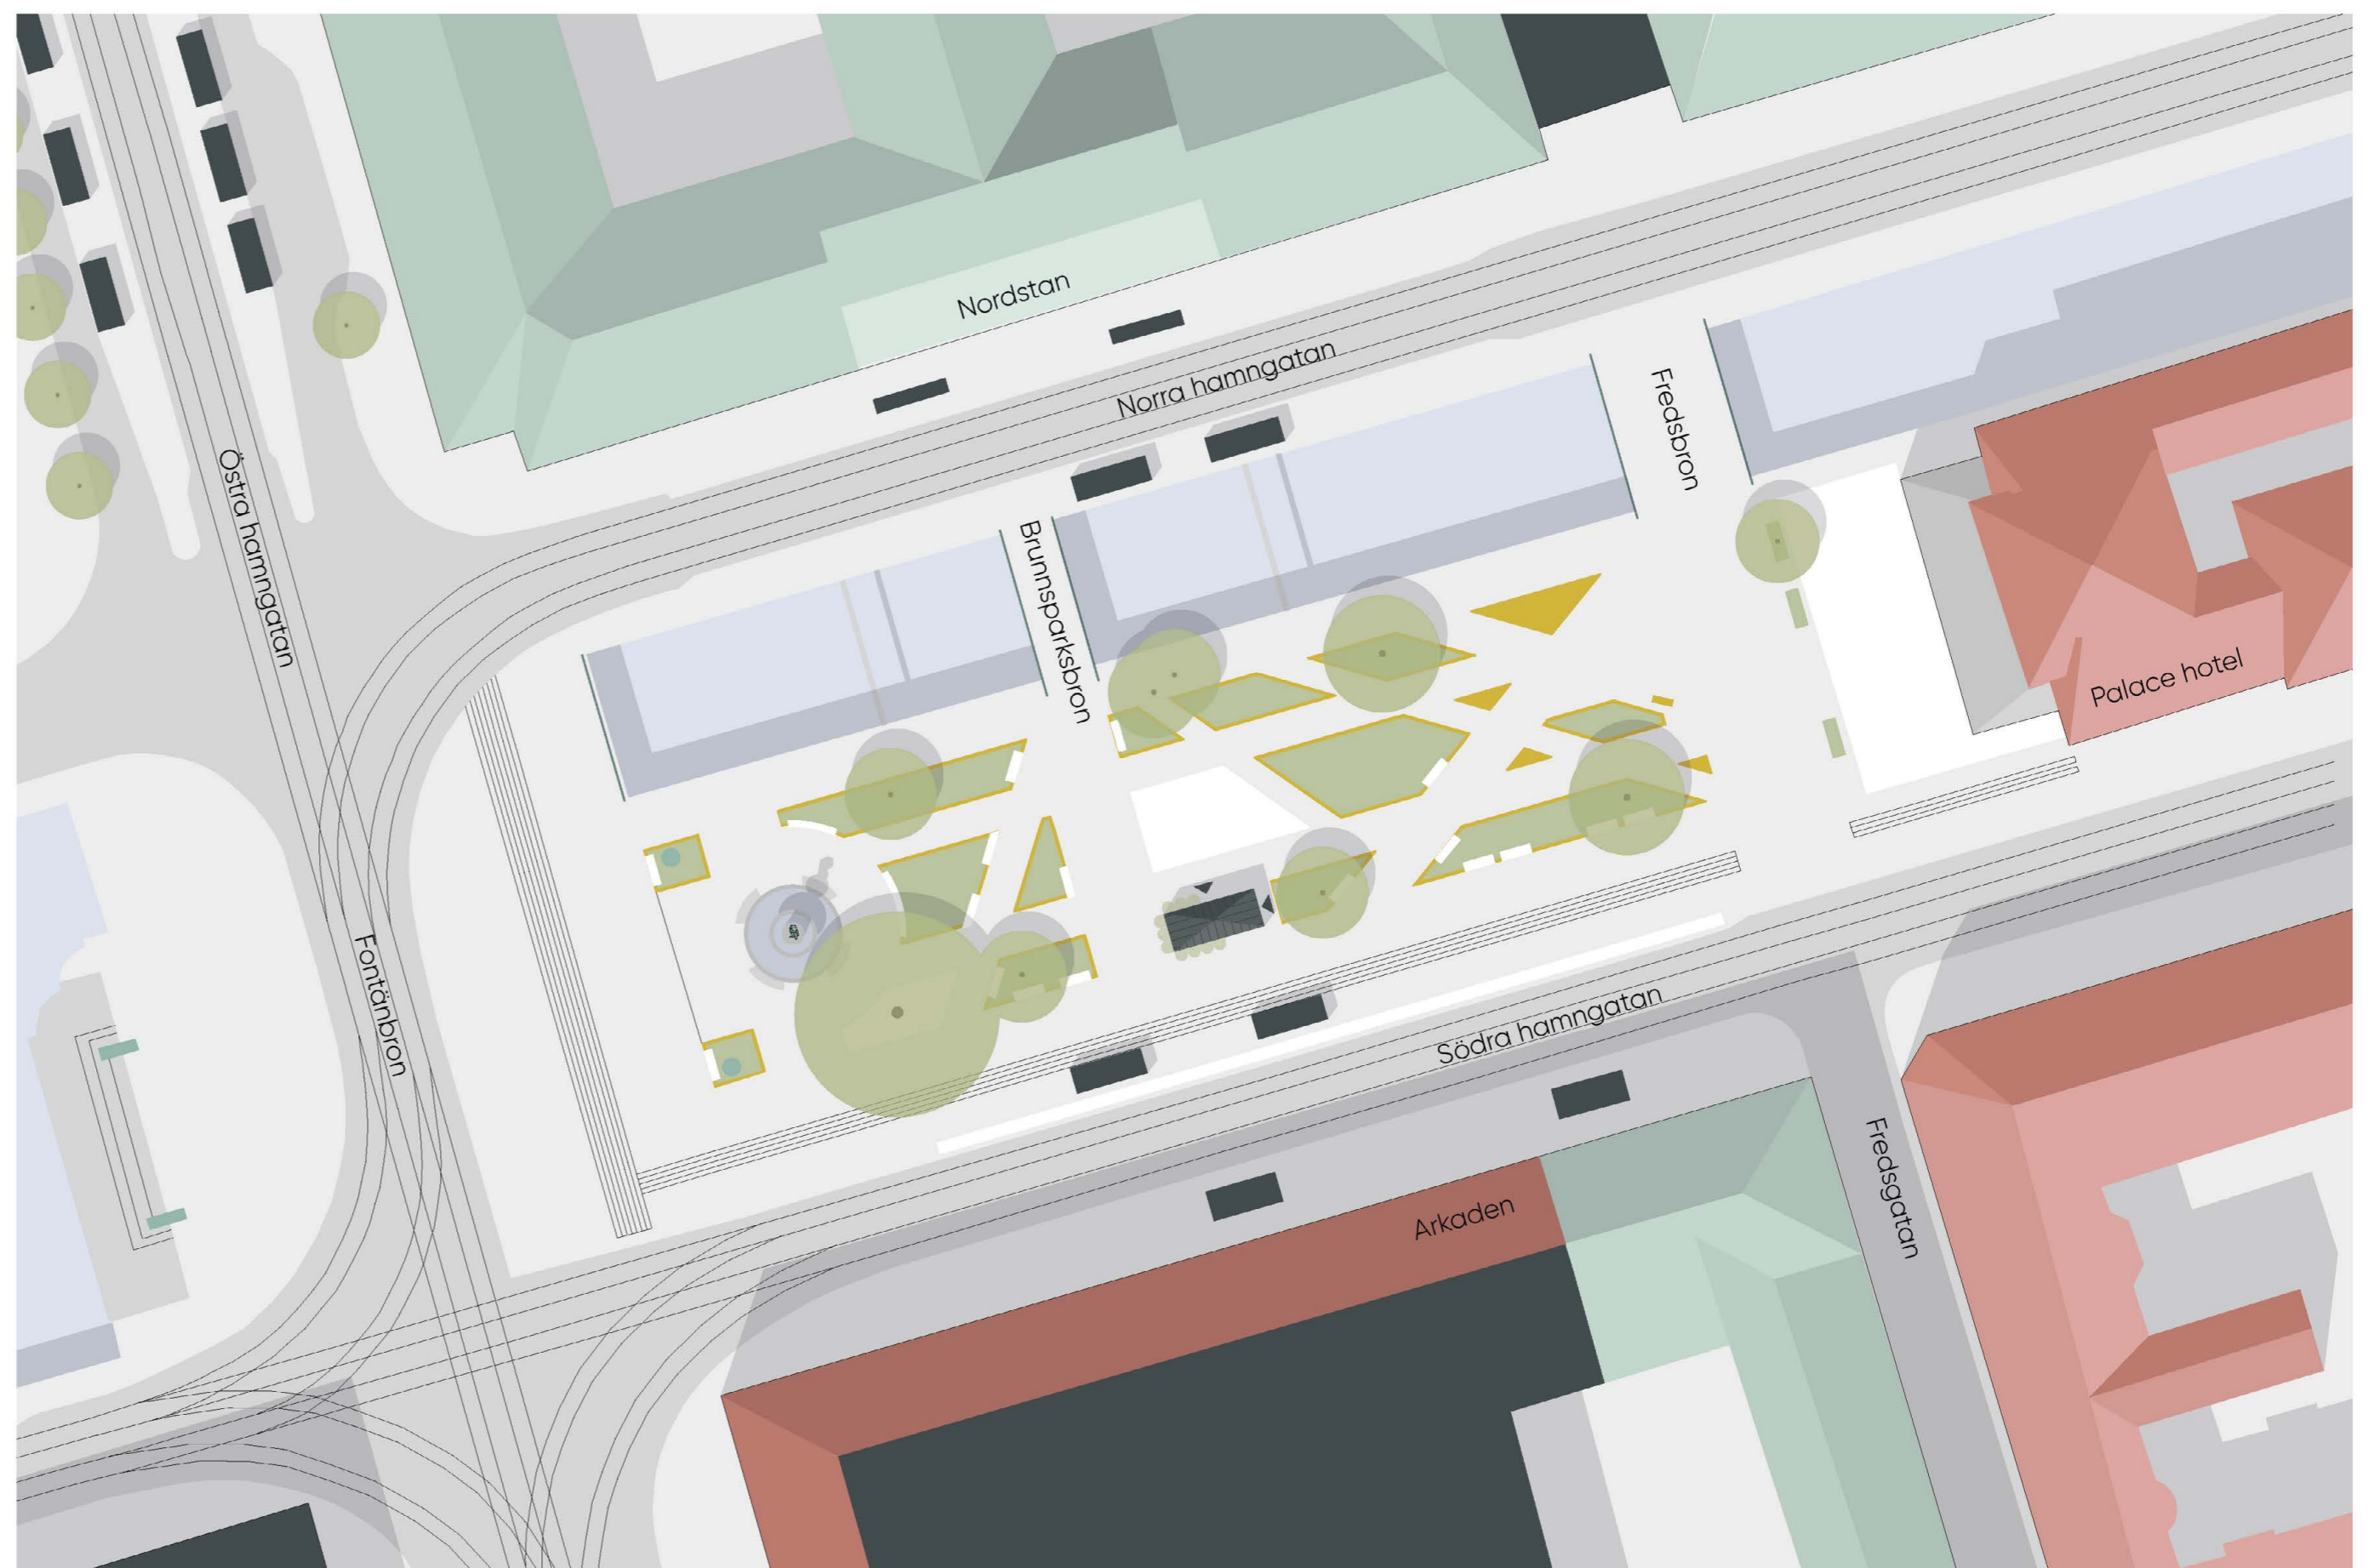 Nordstan
Norra hamngatan
Fredsbron
Östra hamngatan
Brunnsparksbron
Palace hotel
Fontänbron
Södra hamngatan
Fredsgatan
Arkaden